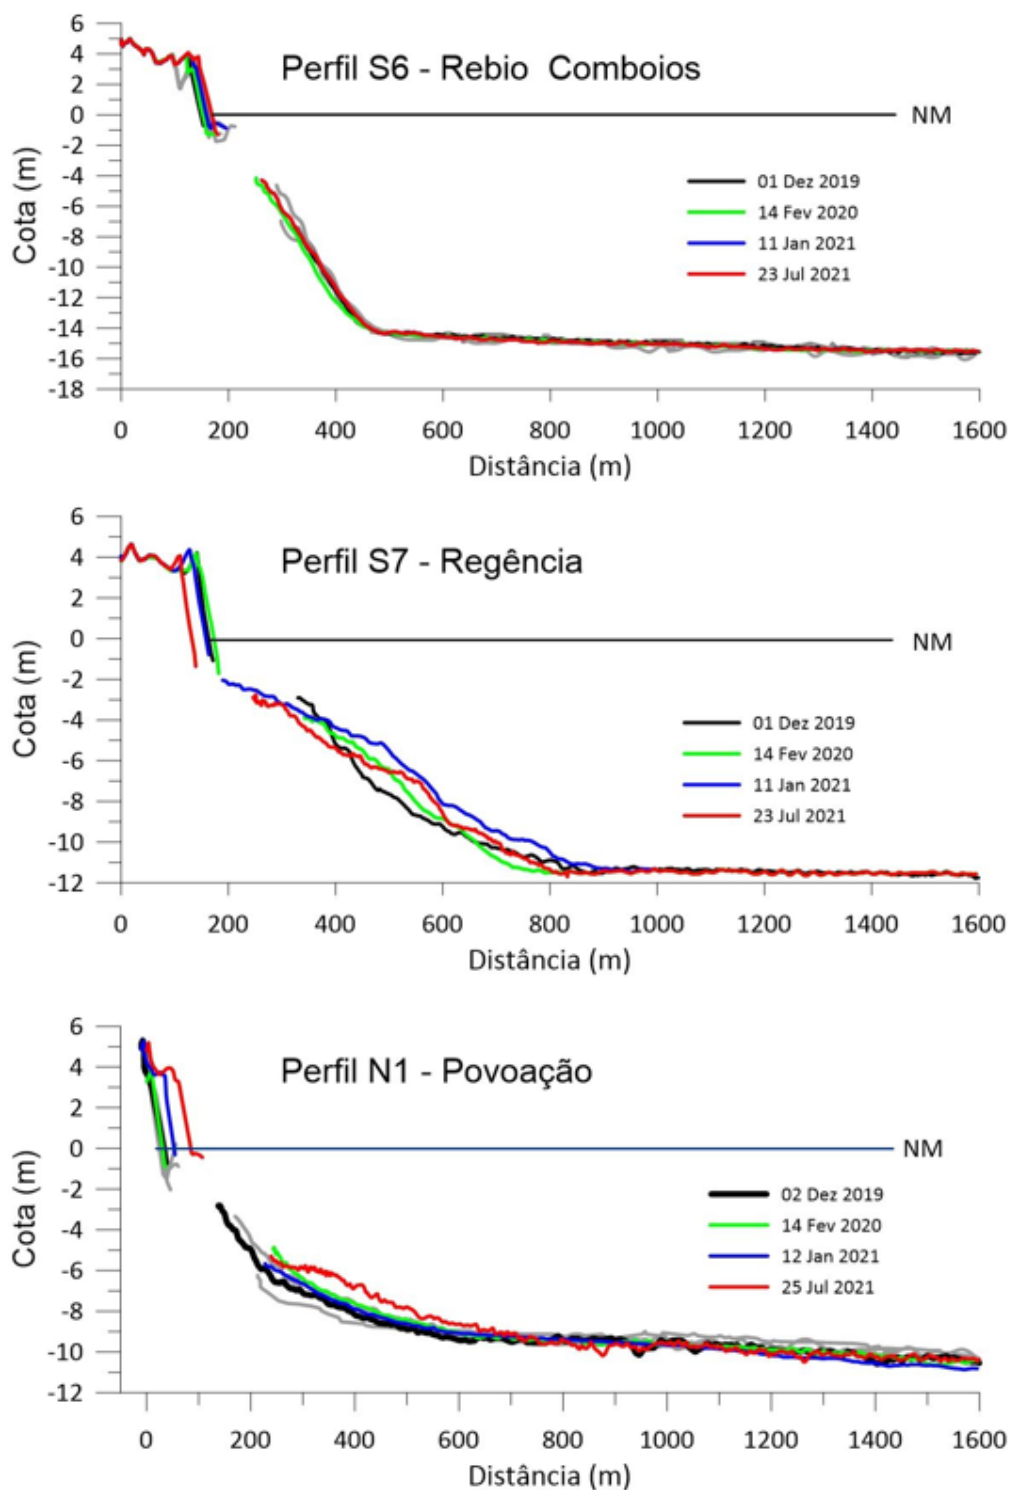 6
4
2
0
-2
-4
-6
-8
-10
-12
-14
-16
-18
Cota (m)
Perfil S6 - Rebio  Comboios
NM
01 Dez 2019
14 Fev 2020
11 Jan 2021
23 Jul 2021
0 200 400 600 800 1000 1200 1400 1600
Distância (m)
6
4
2
0
-2
-4
-6
-8
-10
-12
Cota (m)
Perfil S7 - Regência
NM
01 Dez 2019
14 Fev 2020
11 Jan 2021
23 Jul 2021
0 200 400 600 800 1000 1200 1400 1600
Distância (m)
6
4
2
0
-2
-4
-6
-8
-10
-12
Cota (m)
Perfil N1 - Povoação
NM
02 Dez 2019
14 Fev 2020
12 Jan 2021
25 Jul 2021
0 200 400 600 800 1000 1200 1400 1600
Distância (m)